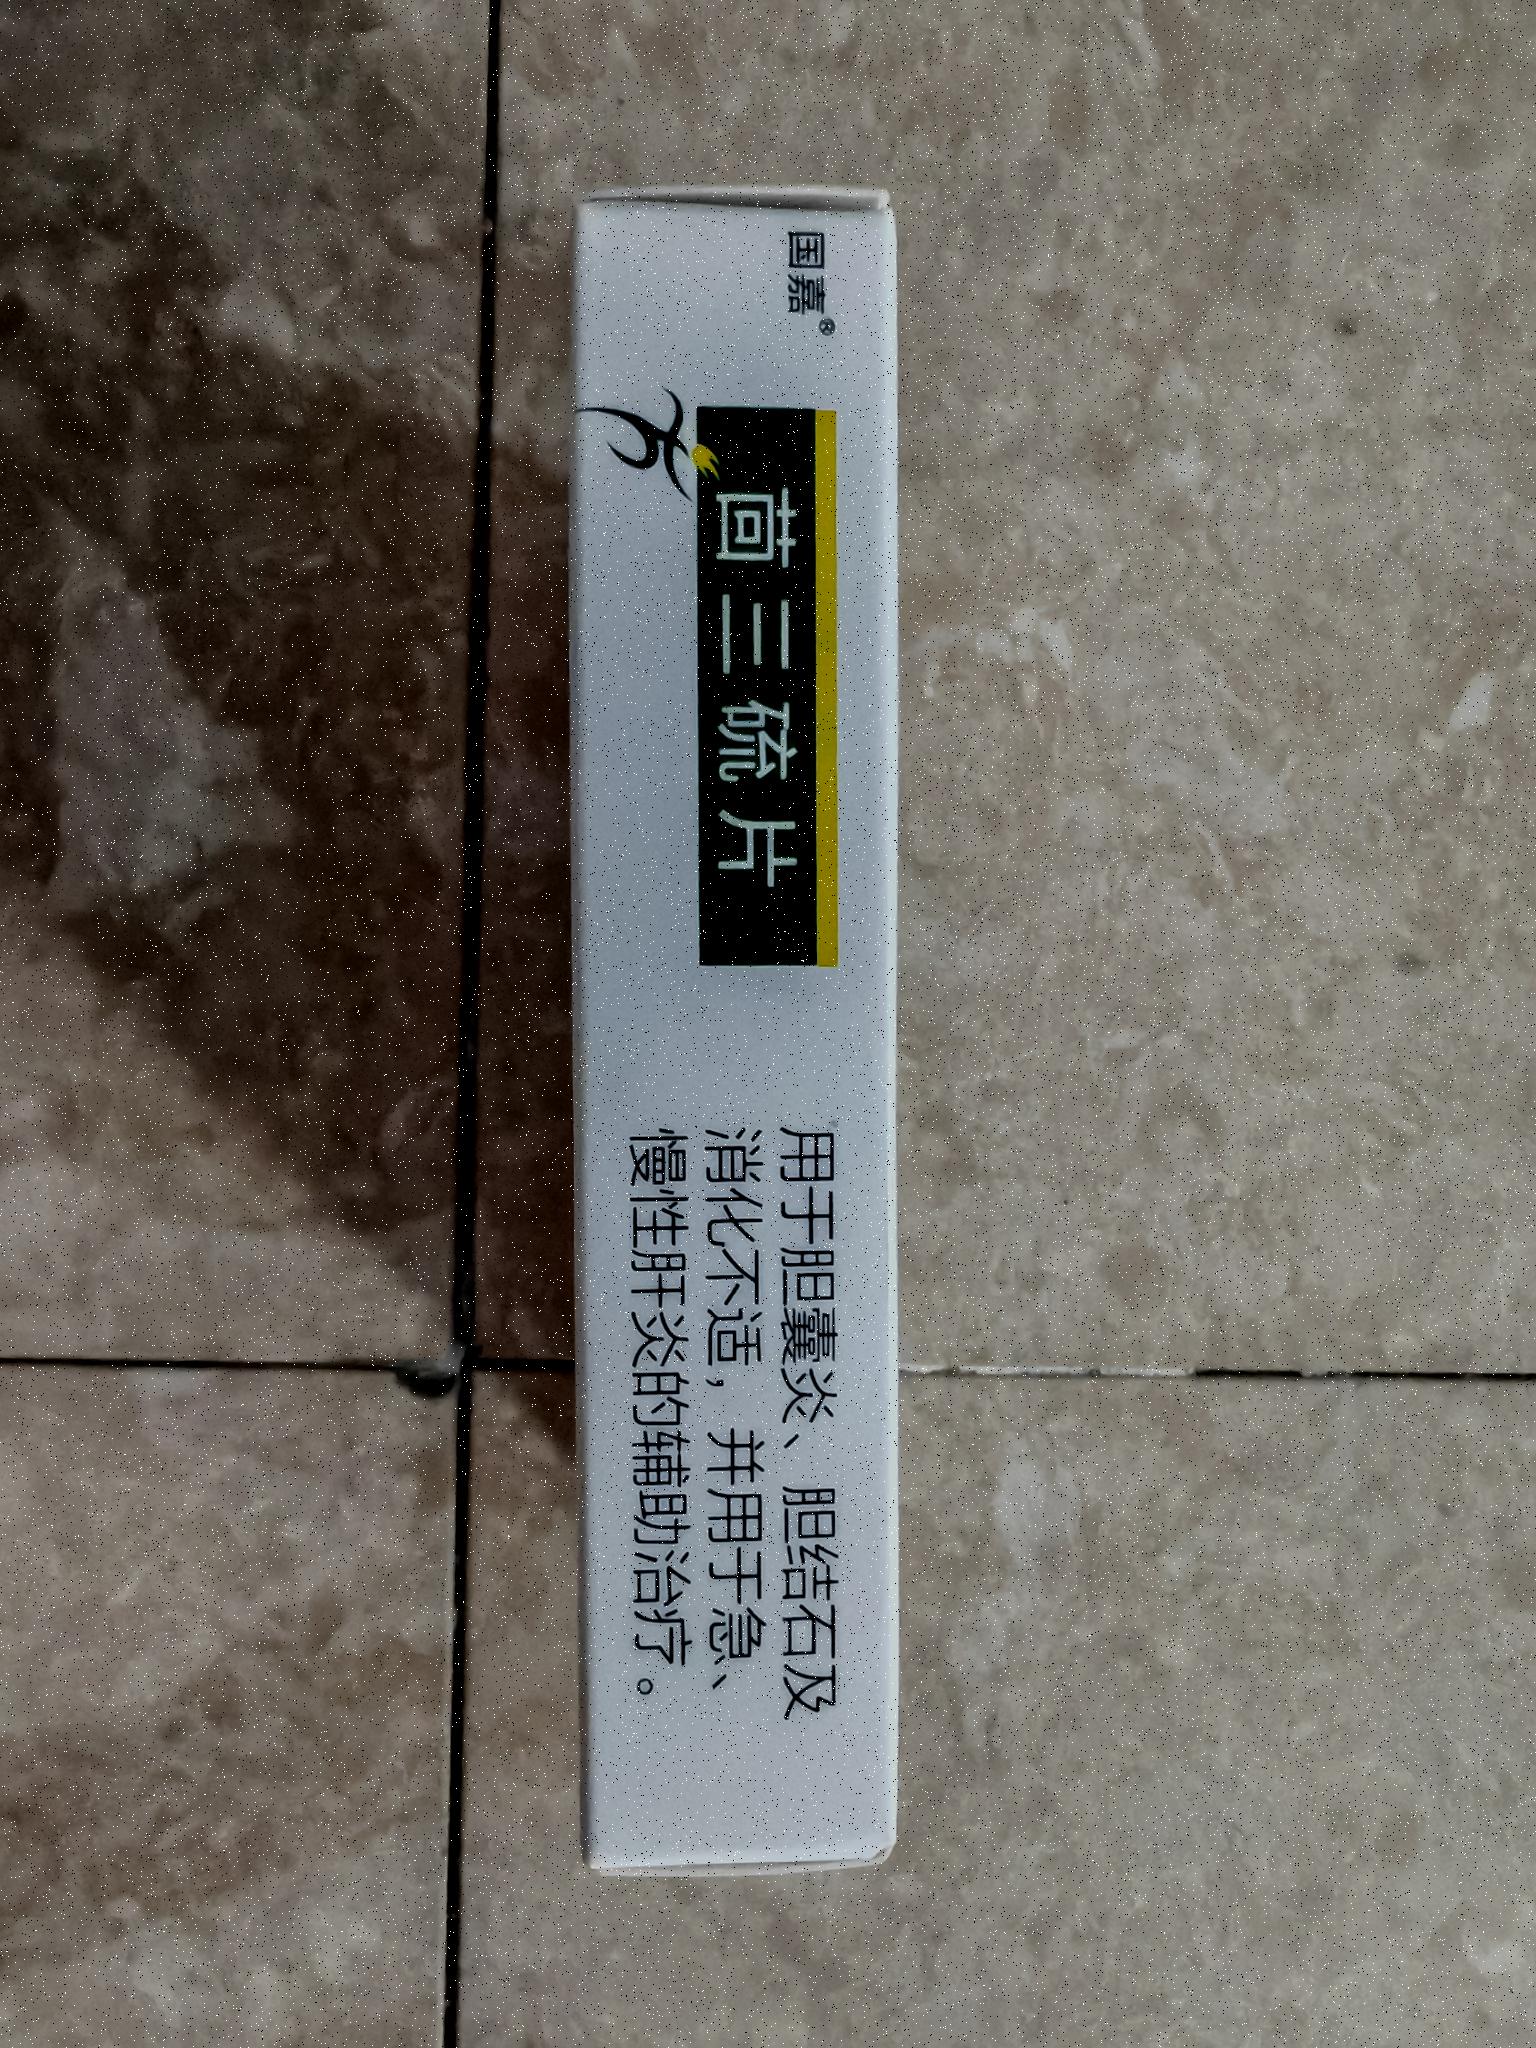 国嘉®
茴三硫片
用于胆囊炎、胆结石及
消化不适，并用于急、
慢性肝炎的辅助治疗。